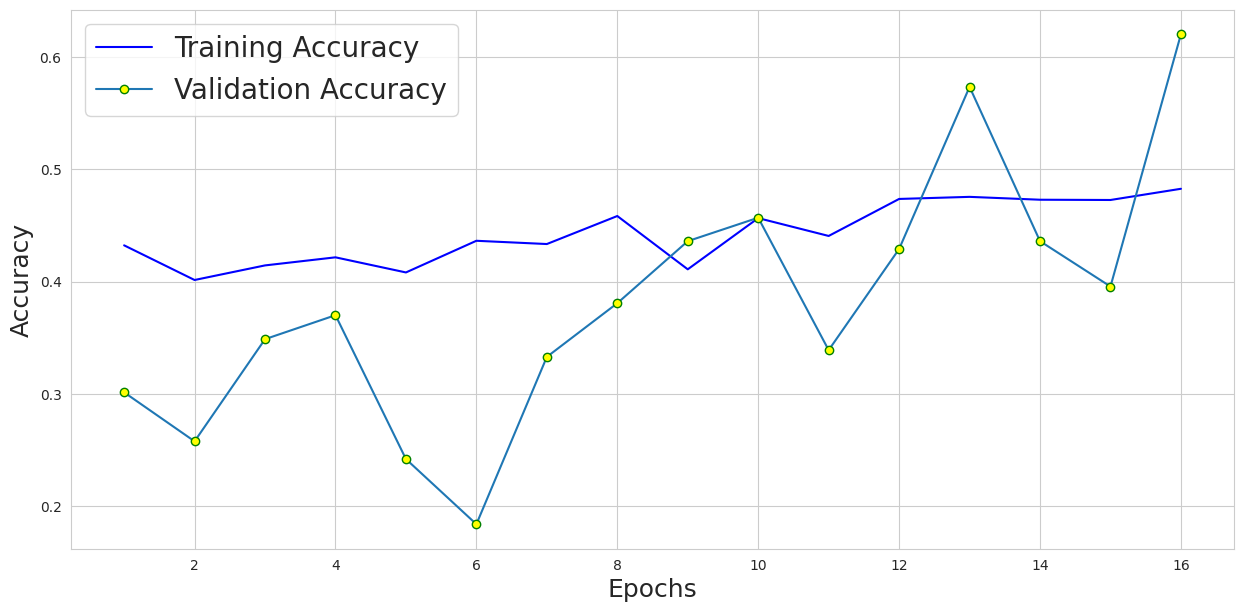 Training Accuracy
Validation Accuracy
0.6
0.5
0.4
0.3
0.2
Accuracy
2 4 6 8 10 12 14 16
Epochs